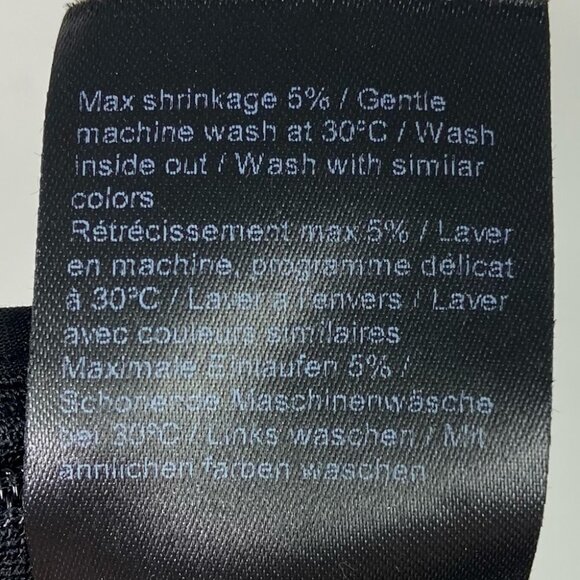 Max shrinkage 5% / Gentle
machine wash at 30°C / Wash
inside out / Wash with similar
colors
Rétrécissement max 5% / Laver
en machine, programme délicat
à 30°C / Laver à l'envers / Laver
avec couleurs similaires
Maximale Einlaufen 5% /
Schonende Maschinenwäsche
bei 30°C / Links waschen / Mit
ähnlichen farben waschen